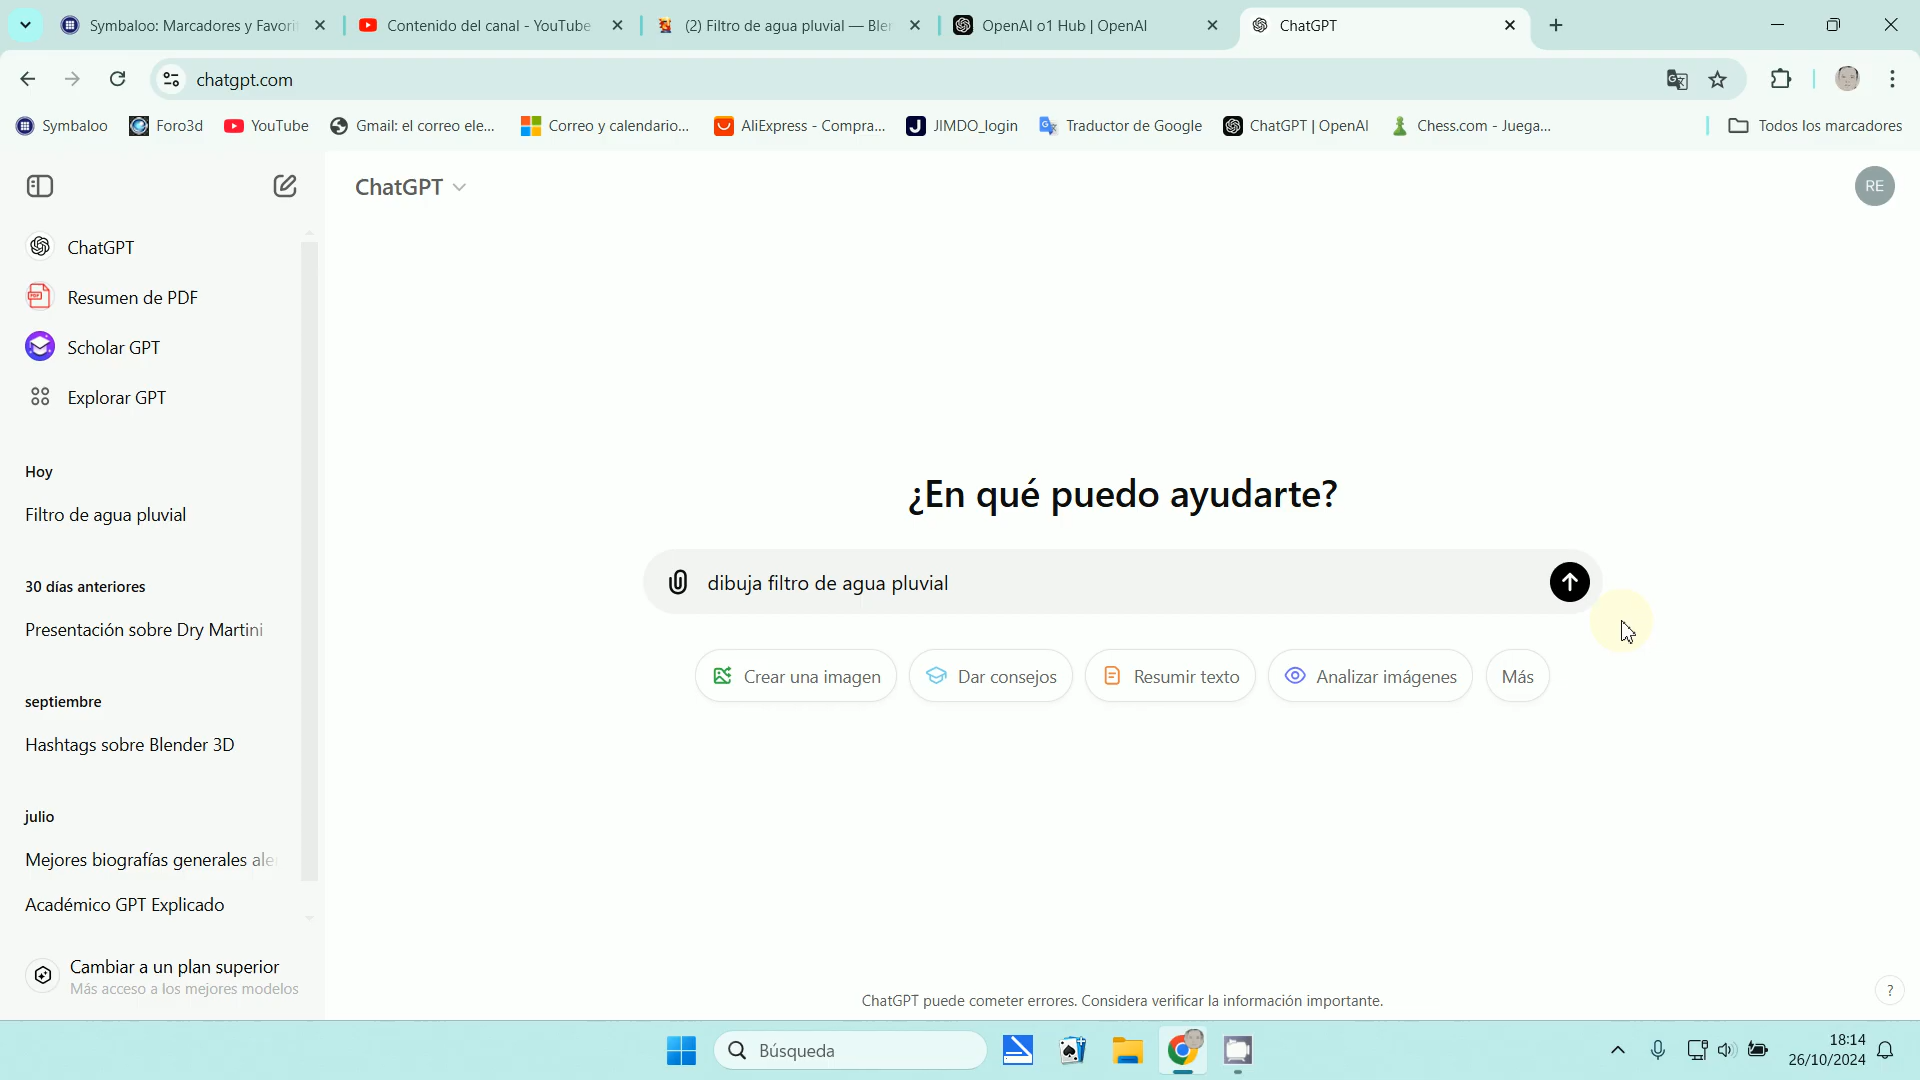 Symbaloo: Marcadores y Favori
Contenido del canal - YouTube
(2) Filtro de agua pluvial — Bler
OpenAI o1 Hub | OpenAI
ChatGPT
chatgpt.com
Symbaloo
Foro3d
YouTube
Gmail: el correo ele...
Correo y calendario...
AliExpress - Compra...
JIMDO_login
Traductor de Google
ChatGPT | OpenAI
Chess.com - Juega...
Todos los marcadores
ChatGPT
RE
ChatGPT
Resumen de PDF
Scholar GPT
Explorar GPT
Hoy
Filtro de agua pluvial
30 días anteriores
Presentación sobre Dry Martini
septiembre
Hashtags sobre Blender 3D
julio
Mejores biografías generales ale
Académico GPT Explicado
Cambiar a un plan superior
Más acceso a los mejores modelos
¿En qué puedo ayudarte?
dibuja filtro de agua pluvial
Crear una imagen
Dar consejos
Resumir texto
Analizar imágenes
Más
ChatGPT puede cometer errores. Considera verificar la información importante.
?
Búsqueda
18:14
26/10/2024